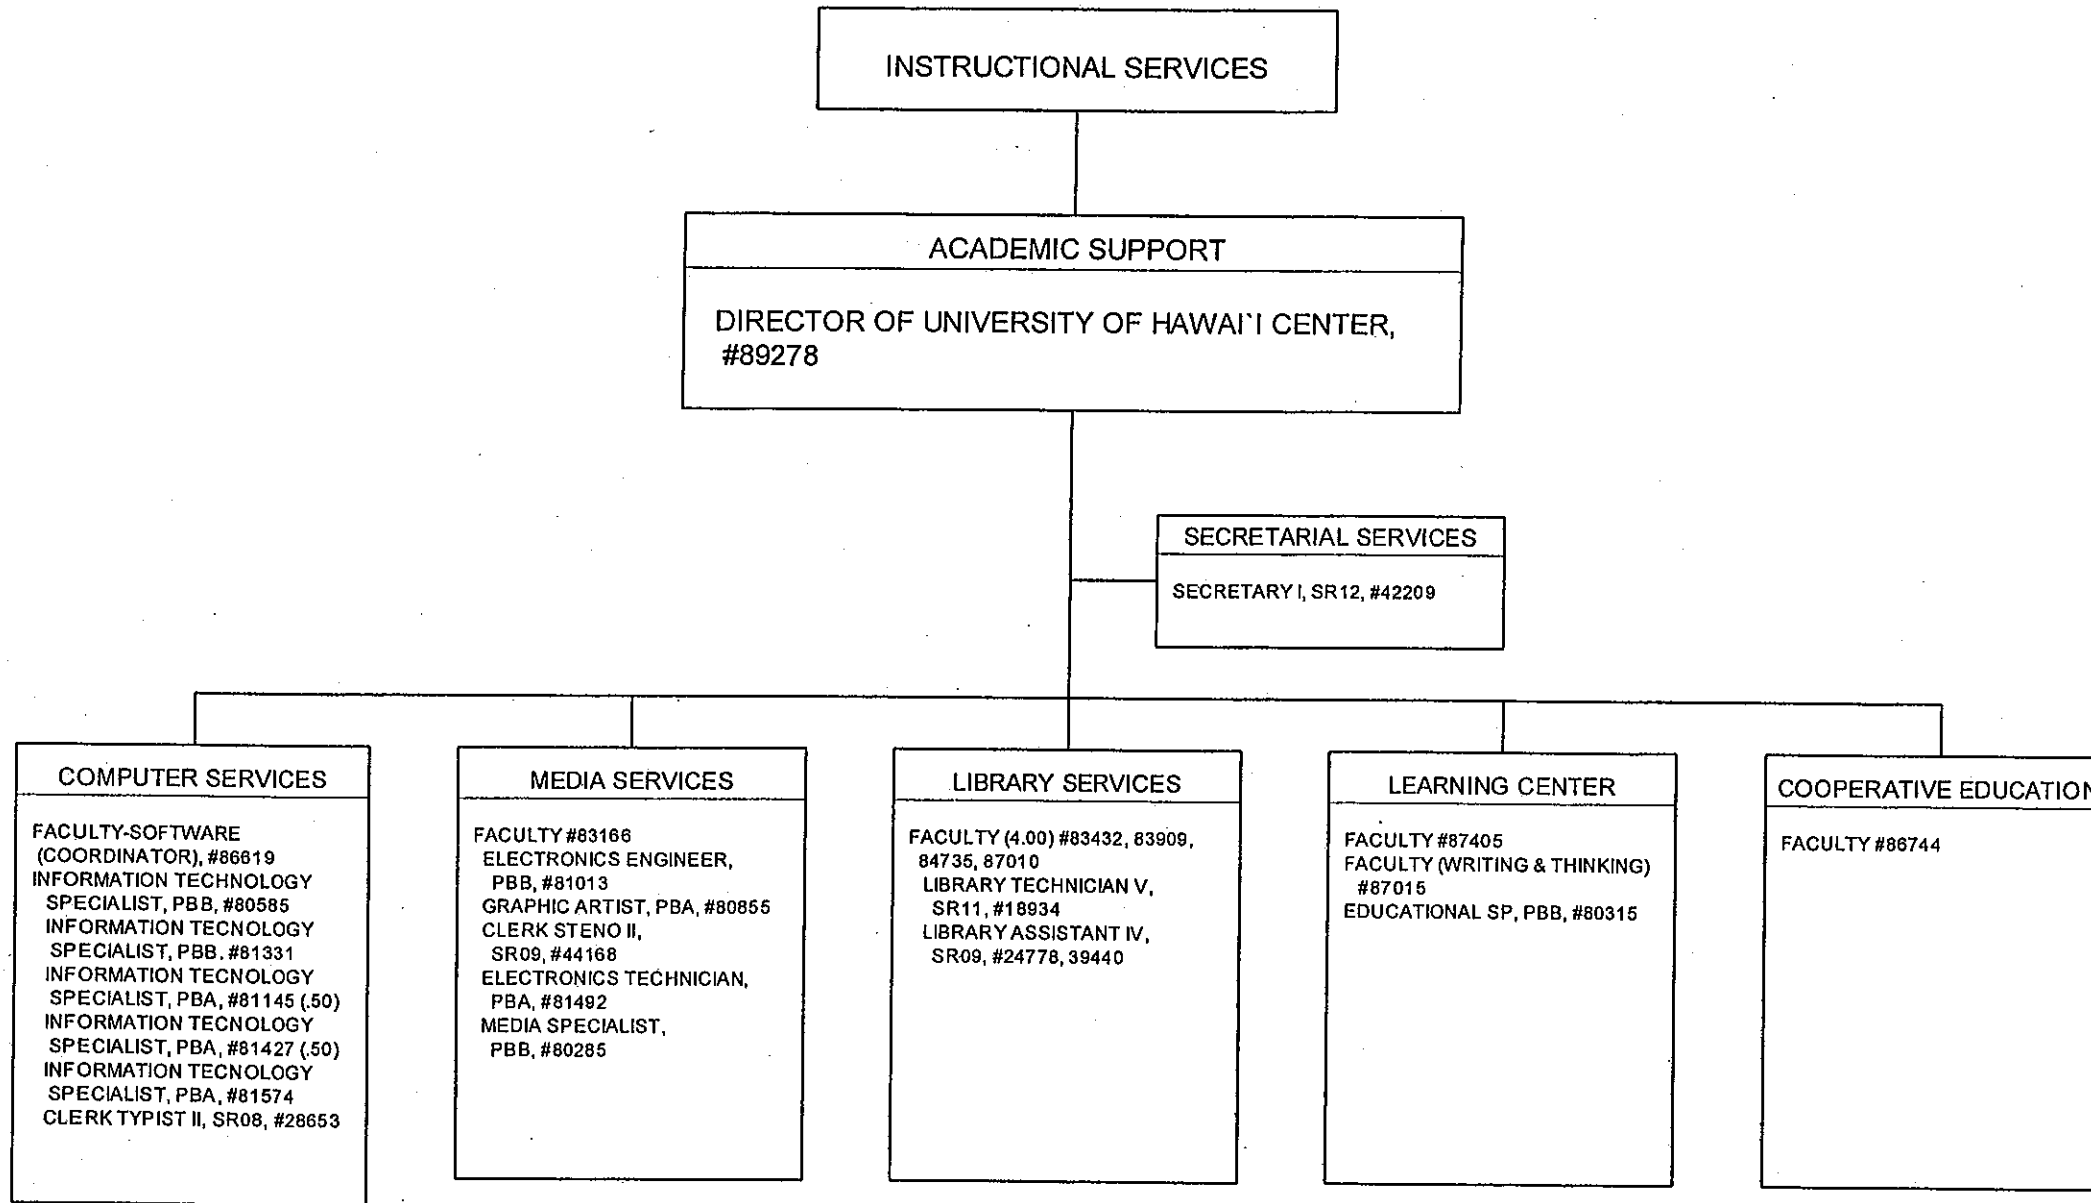 INSTRUCTIONAL SERVICES
ACADEMIC SUPPORT
DIRECTOR OF UNIVERSITY OF HAWAI`I CENTER,
#89278
SECRETARIAL SERVICES
SECRETARY I, SR12, #42209
COMPUTER SERVICES
FACULTY-SOFTWARE
(COORDINATOR), #86619
INFORMATION TECHNOLOGY
SPECIALIST, PBB, #80585
INFORMATION TECNOLOGY
SPECIALIST, PBB. #81331
INFORMATION TECNOLOGY
SPECIALIST, PBA, #81145 (.50)
INFORMATION TECNOLOGY
SPECIALIST, PBA, #81427 (.50)
INFORMATION TECNOLOGY
SPECIALIST, PBA, #81574
CLERK TYPIST II, SR08, #28653
MEDIA SERVICES
FACULTY #83166
ELECTRONICS ENGINEER,
PBB, #81013
GRAPHIC ARTIST, PBA, #80855
CLERK STENO II,
SR09, #44168
ELECTRONICS TECHNICIAN,
PBA, #81492
MEDIA SPECIALIST,
PBB, #80285
LIBRARY SERVICES
FACULTY (4.00) #83432, 83909,
84735, 87010
LIBRARY TECHNICIAN V,
SR11, #18934
LIBRARY ASSISTANT IV,
SR09, #24778, 39440
LEARNING CENTER
FACULTY #87405
FACULTY (WRITING & THINKING)
#87015
EDUCATIONAL SP, PBB, #80315
COOPERATIVE EDUCATION
FACULTY #86744